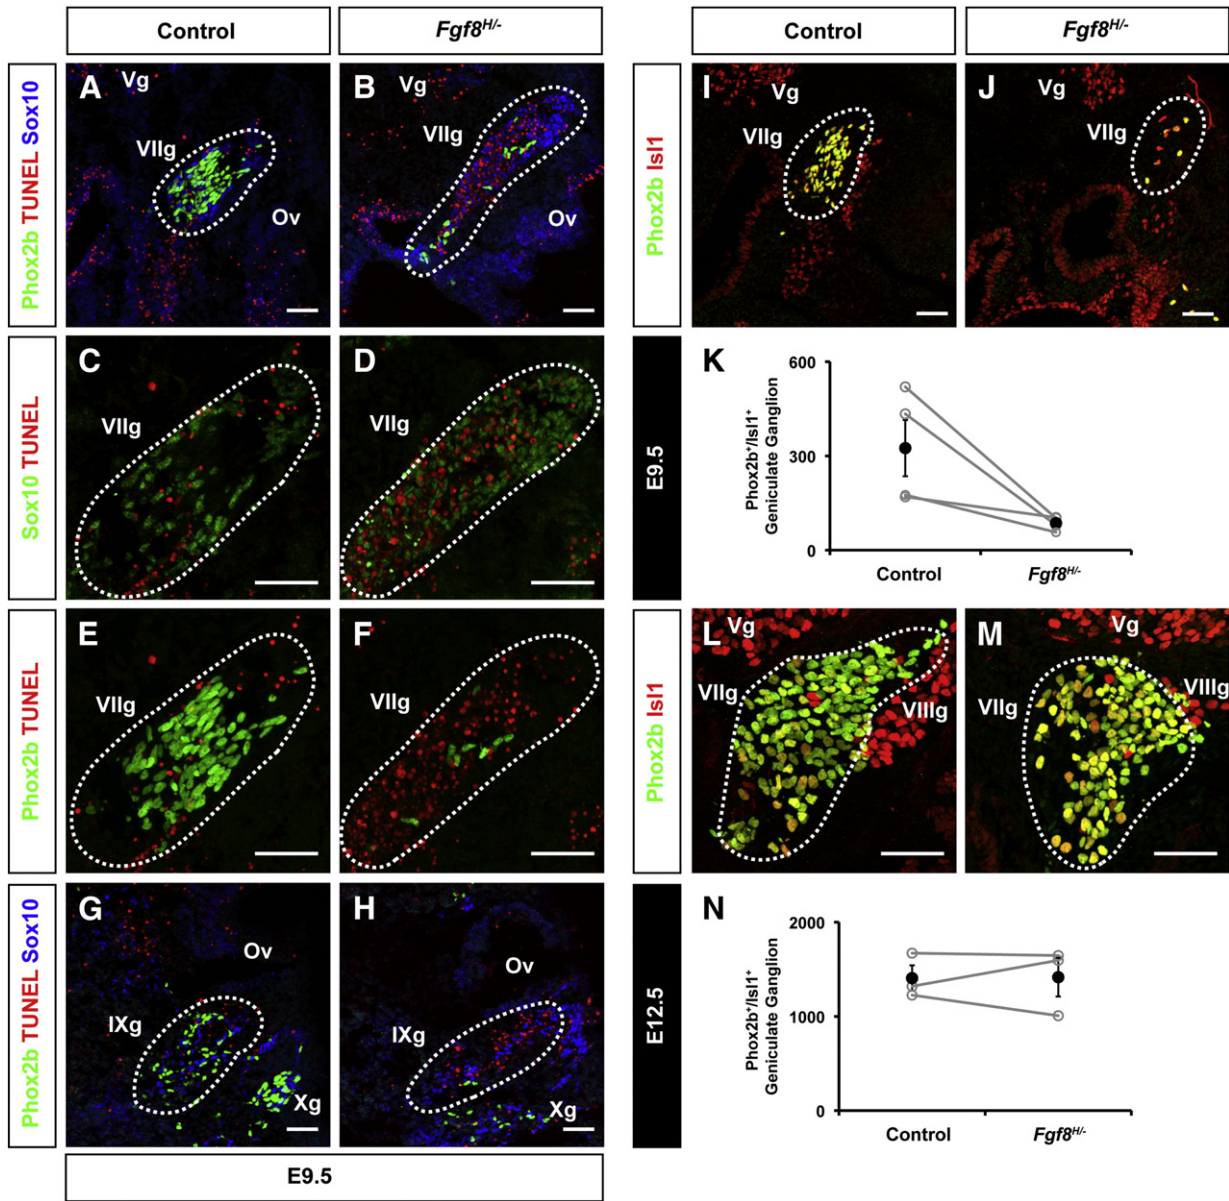 Control
Fgf8H/-
Control
Fgf8H/-
Phox2b TUNEL Sox10
A
Vg
VIIg
Ov
B
Vg
VIIg
Ov
Phox2b Isl1
I
Vg
VIIg
J
Vg
VIIg
Sox10 TUNEL
C
VIIg
D
VIIg
E9.5
K
600
300
0
Phox2b+/Isl1+
Geniculate Ganglion
Control
Fgf8H/-
Phox2b TUNEL
E
VIIg
F
VIIg
Phox2b Isl1
L
Vg
VIIg
VIIIg
M
Vg
VIIg
VIIIg
Phox2b TUNEL Sox10
G
Ov
IXg
Xg
H
Ov
IXg
Xg
E12.5
N
2000
1000
0
Phox2b+/Isl1+
Geniculate Ganglion
Control
Fgf8H/-
E9.5